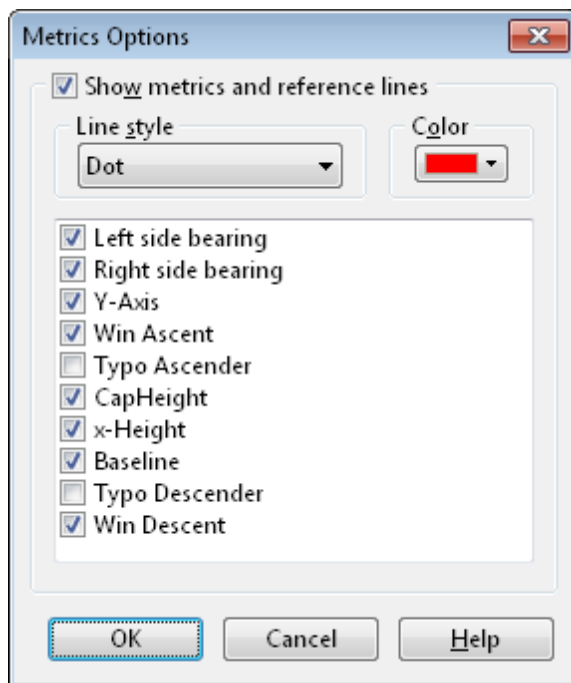 Metrics Options
Show metrics and reference lines
Line style
Color
Dot
Left side bearing
Right side bearing
Y-Axis
Win Ascent
Typo Ascender
CapHeight
x-Height
Baseline
Typo Descender
Win Descent
OK
Cancel
Help